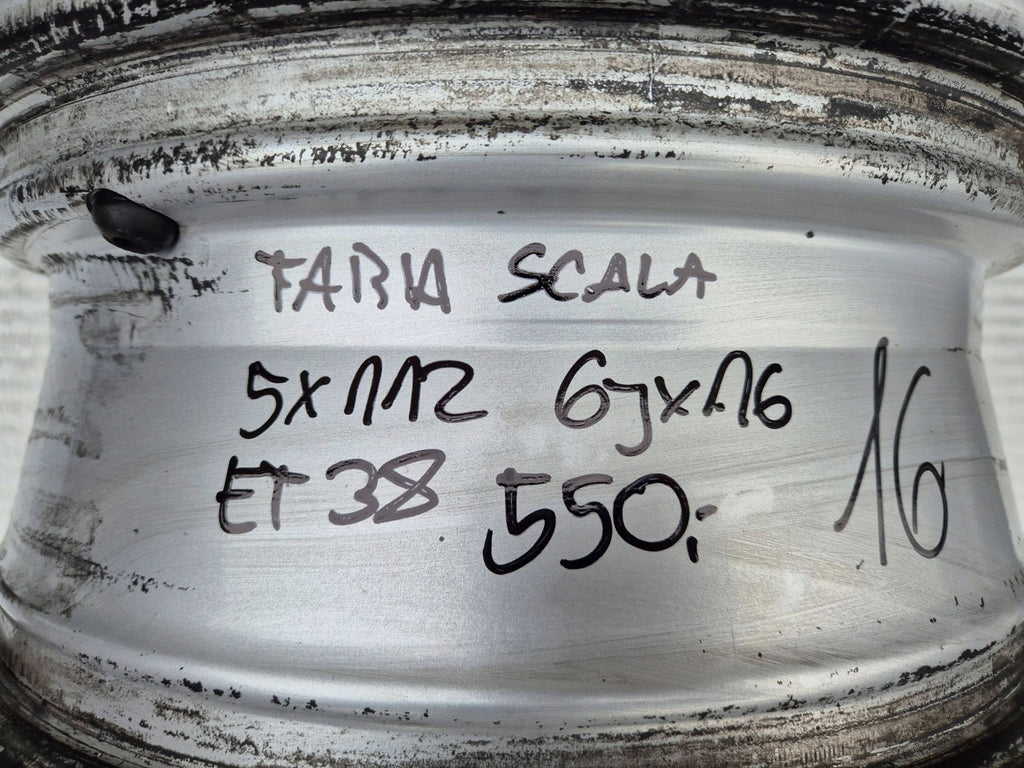 FABIA SCALA
5x112 6Jx16
ET 38 550,- 16